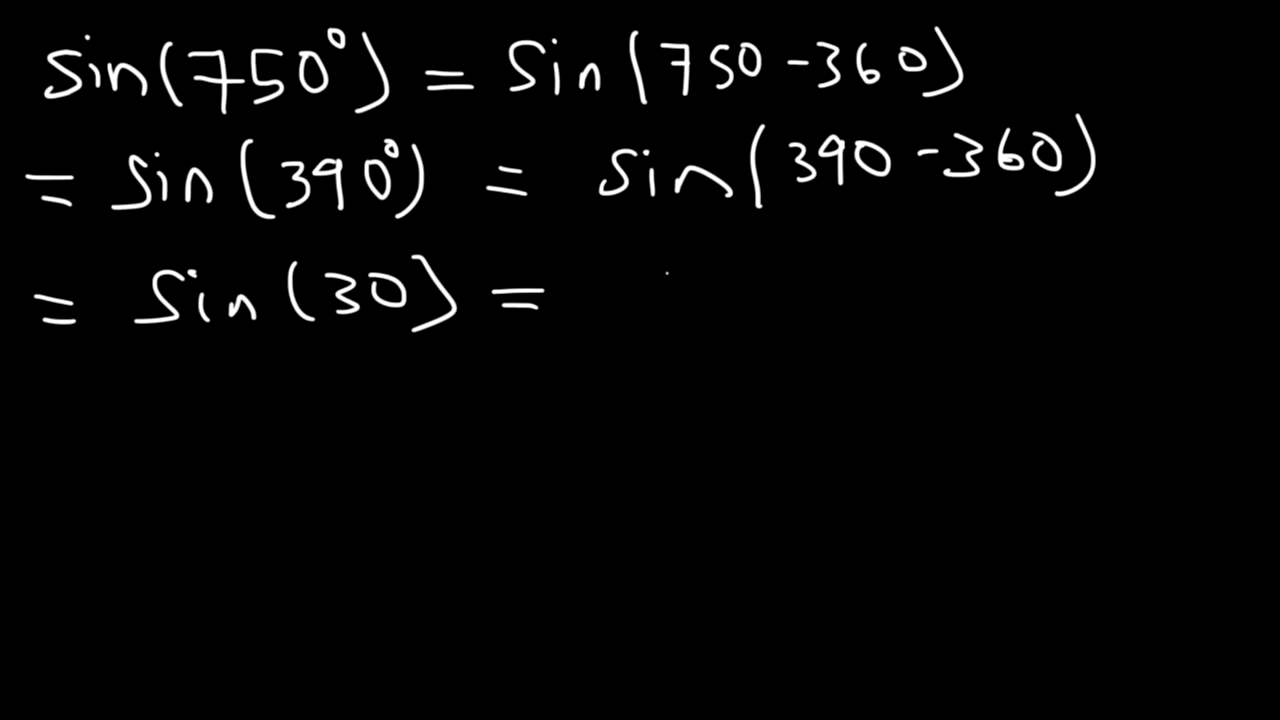 sin(750°) = sin(750-360)
= sin(390°) = sin(390-360)
= sin(30) =